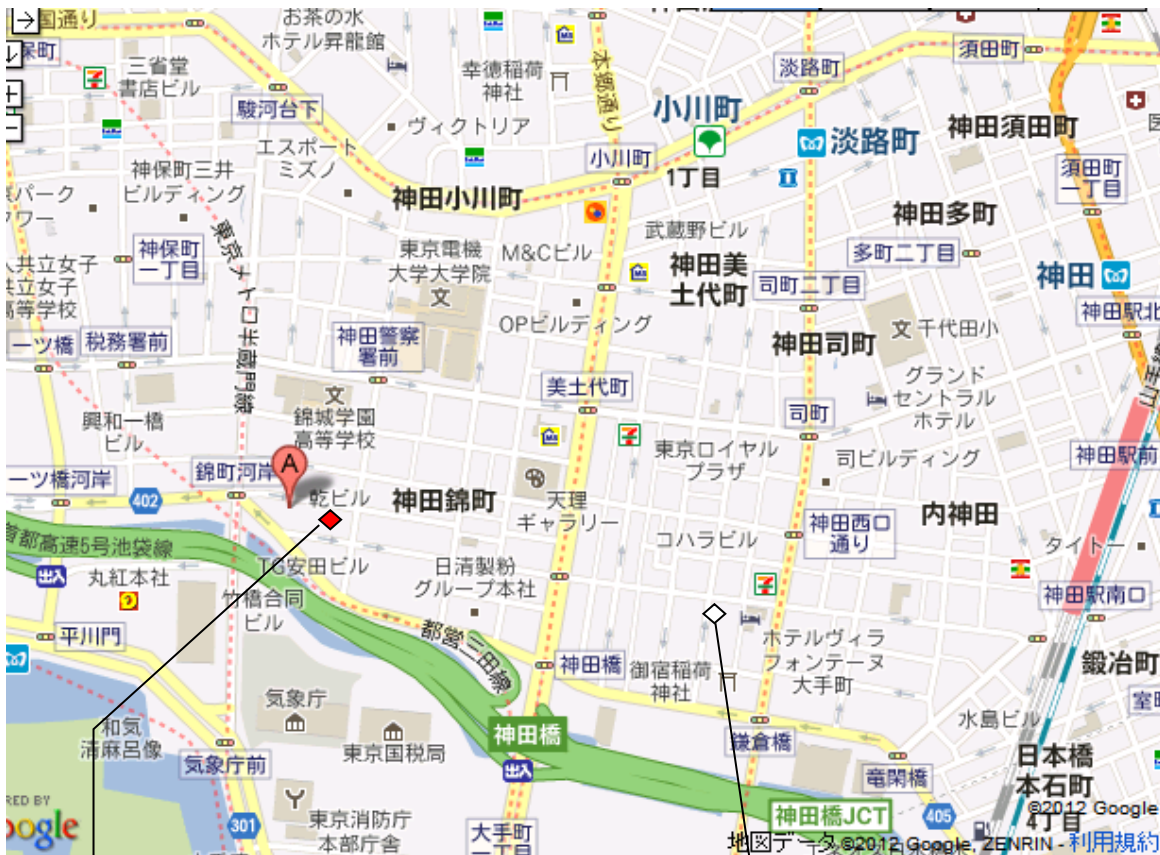 国通り
お茶の水
ホテル昇龍館
保町
三省堂
書店ビル
幸徳稲荷
神社
本郷通り
淡路町
須田町
駿河台下
ヴィクトリア
小川町
小川町
1丁目
淡路町
神田須田町
エスポート
ミズノ
神保町三井
ビルディング
京パーク
タワー
神田小川町
須田町
一丁目
神田多町
武蔵野ビル
東京電機
大学大学院
M&Cビル
神保町
一丁目
東京メトロ半蔵門線
共立女子
共立女子
高等学校
神田美
土代町
多町二丁目
司町二丁目
神田
神田駅北
OPビルディング
千代田小
神田司町
一ツ橋
税務署前
神田警察
署前
美土代町
グランド
セントラル
ホテル
山手線
錦城学園
高等学校
興和一橋
ビル
司町
東京ロイヤル
プラザ
司ビルディング
神田駅前
一ツ橋河岸
402
錦町河岸
A
乾ビル
神田錦町
天理
ギャラリー
コハラビル
神田西口
通り
内神田
タイトー
首都高速5号池袋線
出入
丸紅本社
TG安田ビル
日清製粉
グループ本社
竹橋合同
ビル
神田駅南口
平川門
都営三田線
神田橋
御宿稲荷
神社
ホテルヴィラ
フォンテーヌ
大手町
鍛冶町
室町
気象庁
和気
清麻呂像
東京国税局
神田橋
出入
鎌倉橋
水島ビル
気象庁前
竜閑橋
日本橋
本石町
4丁目
301
東京消防庁
本部庁舎
大手町
一丁目
神田橋JCT
405
©2012 Google
地図データ ©2012 Google, ZENRIN - 利用規約